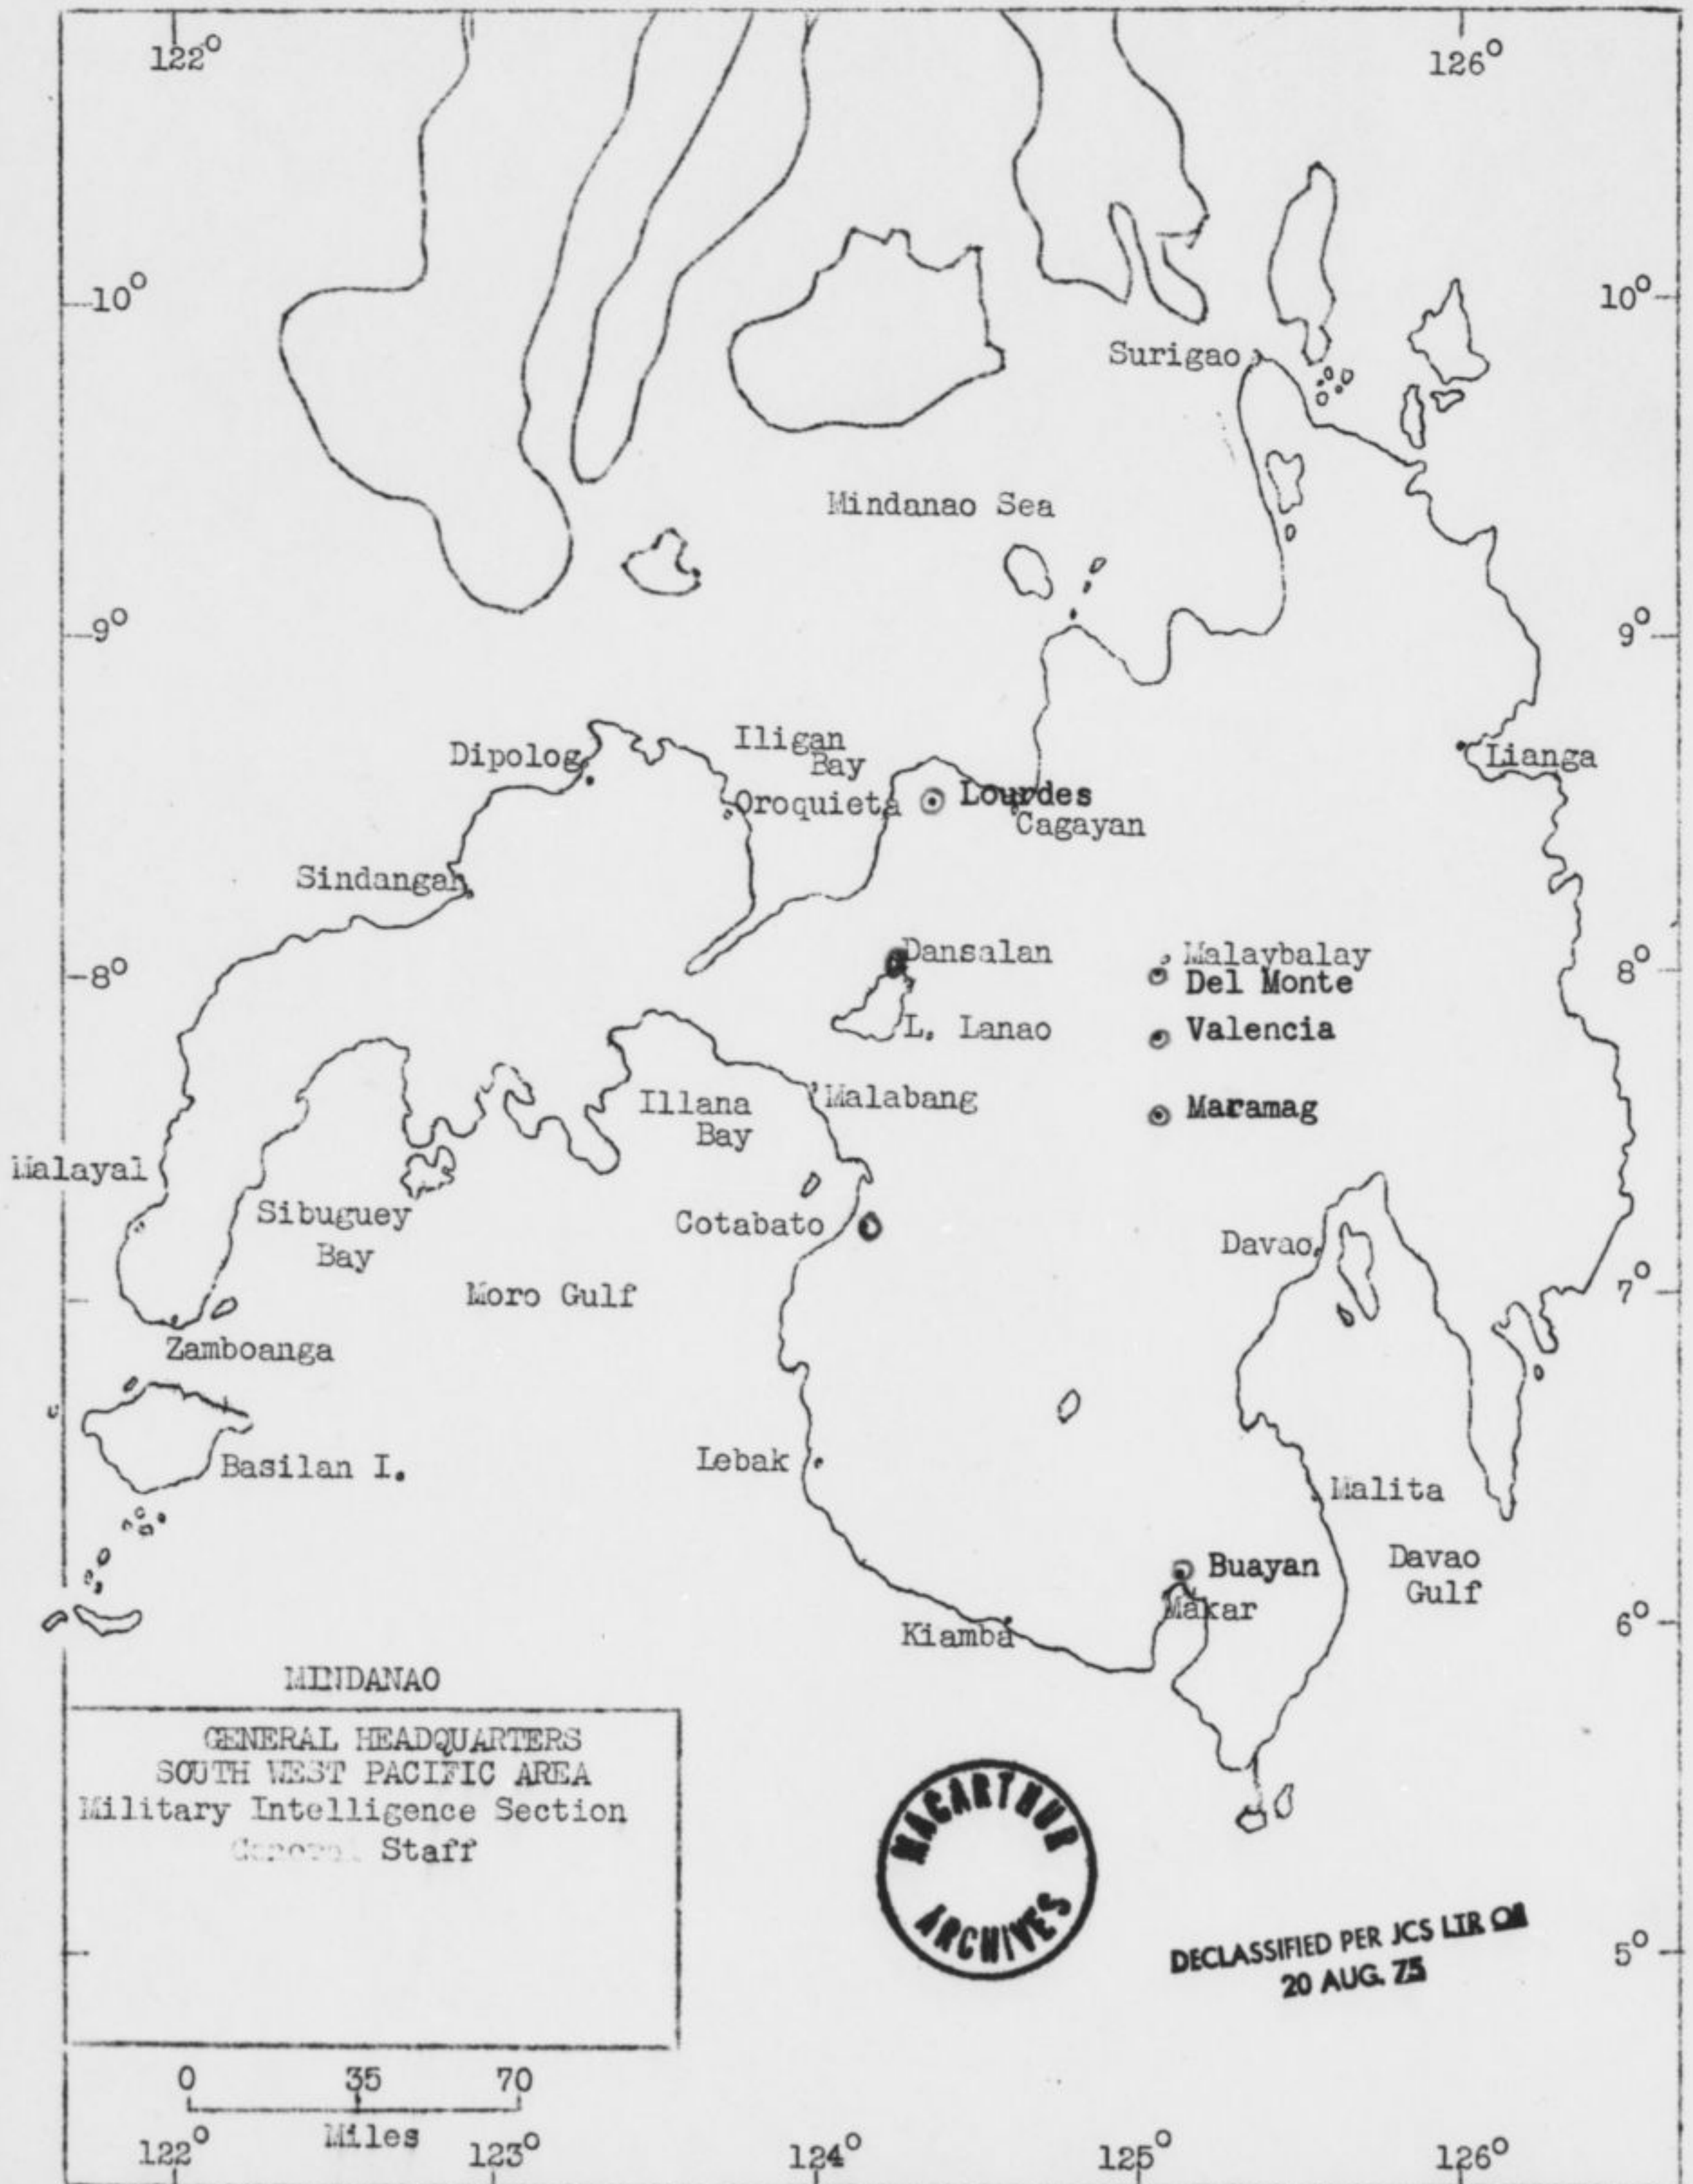 122°
126°
10°
10°
Surigao
Mindanao Sea
9°
9°
Dipolog
Iligan
Bay
Lianga
Oroquieta
Lourdes
Cagayan
Sindangan
Dansalan
Malaybalay
8°
8°
Del Monte
L. Lanao
Valencia
Illana
Bay
Malabang
Maramag
Malayal
Sibuguey
Bay
Cotabato
Davao
Moro Gulf
7°
Zamboanga
Basilan I.
Lebak
Malita
Buayan
Davao
Gulf
Makar
Kiamba
6°
MINDANAO
GENERAL HEADQUARTERS
SOUTH WEST PACIFIC AREA
Military Intelligence Section
General Staff
MACARTHUR
ARCHIVES
DECLASSIFIED PER JCS LTR OF
20 AUG. 75
5°
0 35 70
Miles
122° 123° 124° 125° 126°